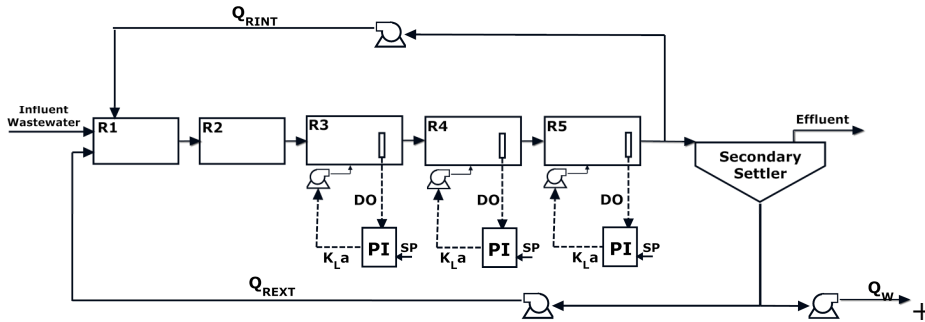 Q_RINT
Influent
Wastewater
R1
R2
R3
R4
R5
Effluent
Secondary
Settler
DO
DO
DO
PI
SP
PI
SP
PI
SP
K_La
K_La
K_La
Q_REXT
Q_W
+